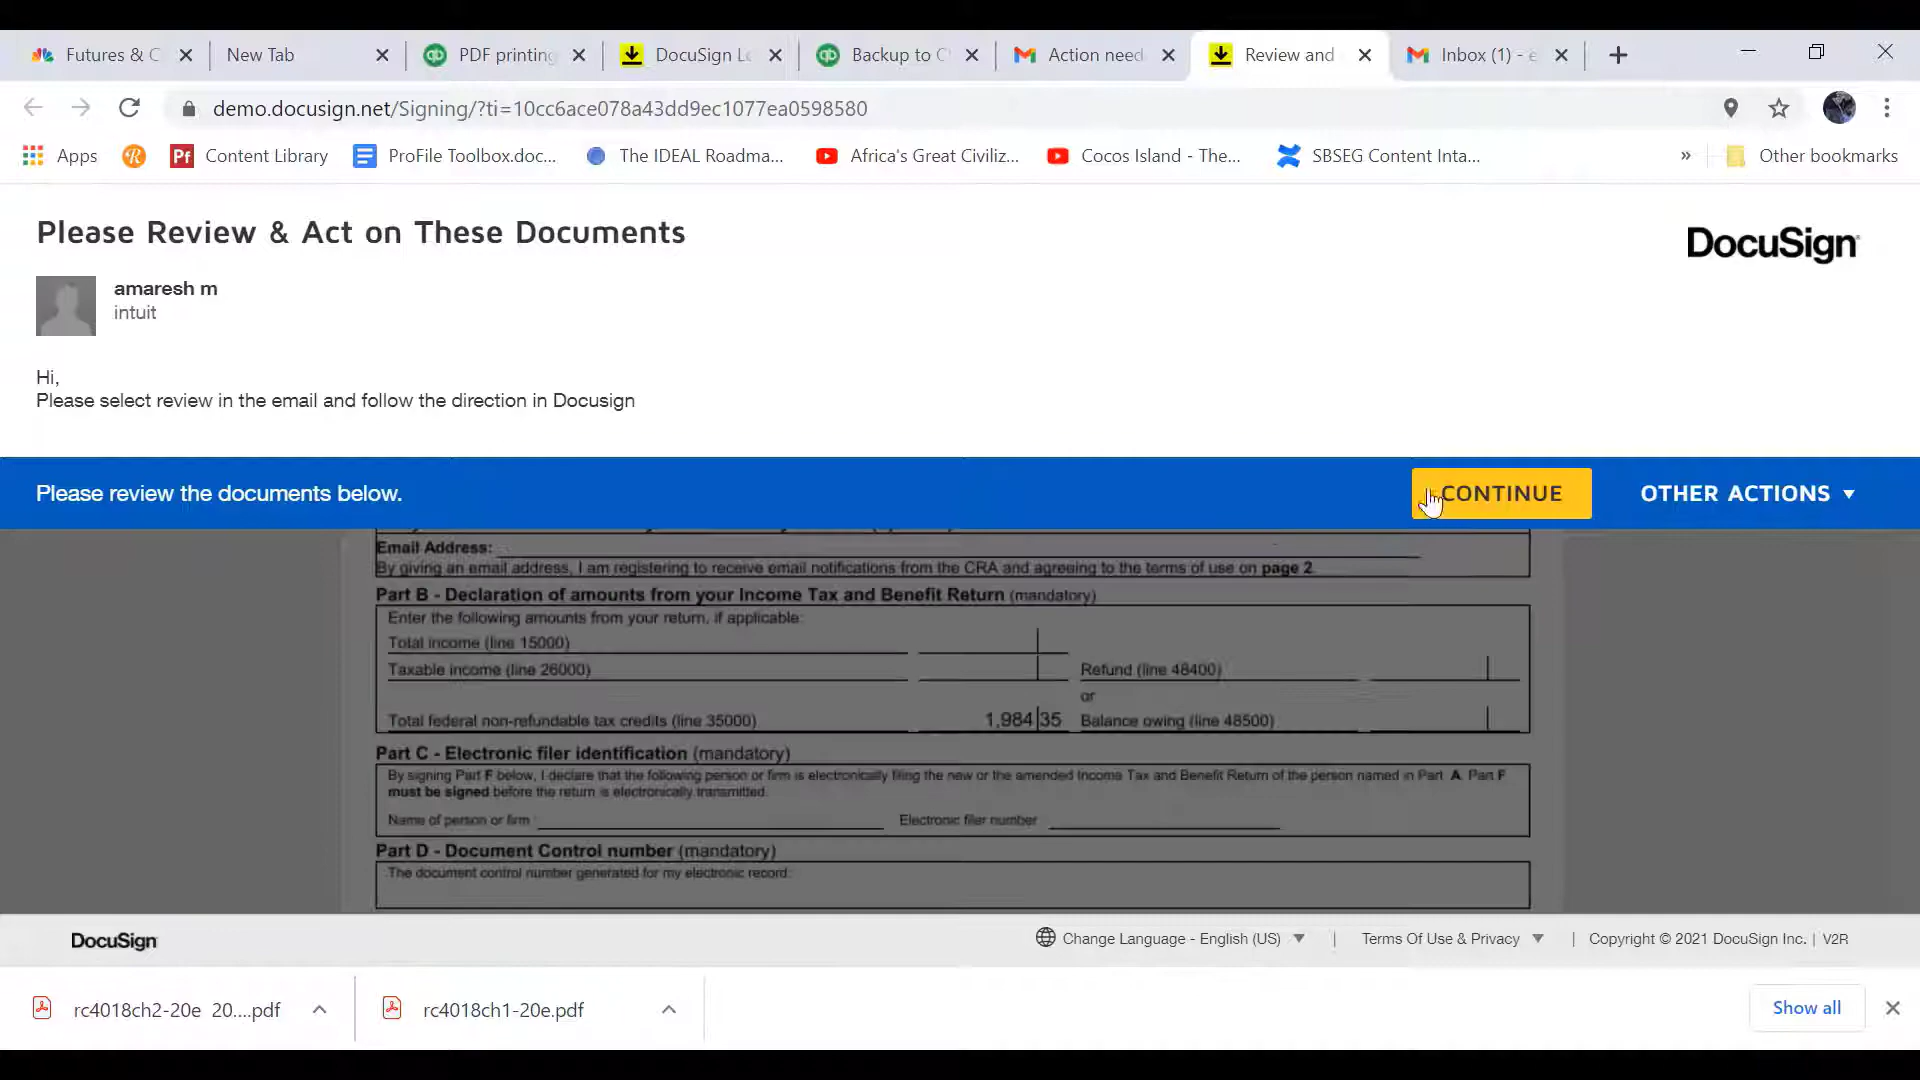 Futures & C
New Tab
PDF printing
DocuSign Le
Backup to C
Action need
Review and
Inbox (1) - e
demo.docusign.net/Signing/?ti=10cc6ace078a43dd9ec1077ea0598580
Apps
Content Library
ProFile Toolbox.doc...
The IDEAL Roadma...
Africa's Great Civiliz...
Cocos Island - The...
SBSEG Content Inta...
»
Other bookmarks
Please Review & Act on These Documents
DocuSign
amaresh m
intuit
Hi,
Please select review in the email and follow the direction in Docusign
Please review the documents below.
CONTINUE
OTHER ACTIONS
Email Address:
By giving an email address, I am registering to receive email notifications from the CRA and agreeing to the terms of use on page 2.
Part B - Declaration of amounts from your Income Tax and Benefit Return (mandatory)
Enter the following amounts from your return, if applicable:
Total income (line 15000)
Taxable income (line 26000)
Refund (line 48400)
or
Total federal non-refundable tax credits (line 35000) 1,984 35
Balance owing (line 48500)
Part C - Electronic filer identification (mandatory)
By signing Part F below, I declare that the following person or firm is electronically filing the new or the amended Income Tax and Benefit Return of the person named in Part A. Part F
must be signed before the return is electronically transmitted.
Name of person or firm
Electronic filer number
Part D - Document Control number (mandatory)
The document control number generated for my electronic record:
DocuSign
Change Language - English (US)
|
Terms Of Use & Privacy
|
Copyright © 2021 DocuSign Inc. | V2R
rc4018ch2-20e 20....pdf
rc4018ch1-20e.pdf
Show all